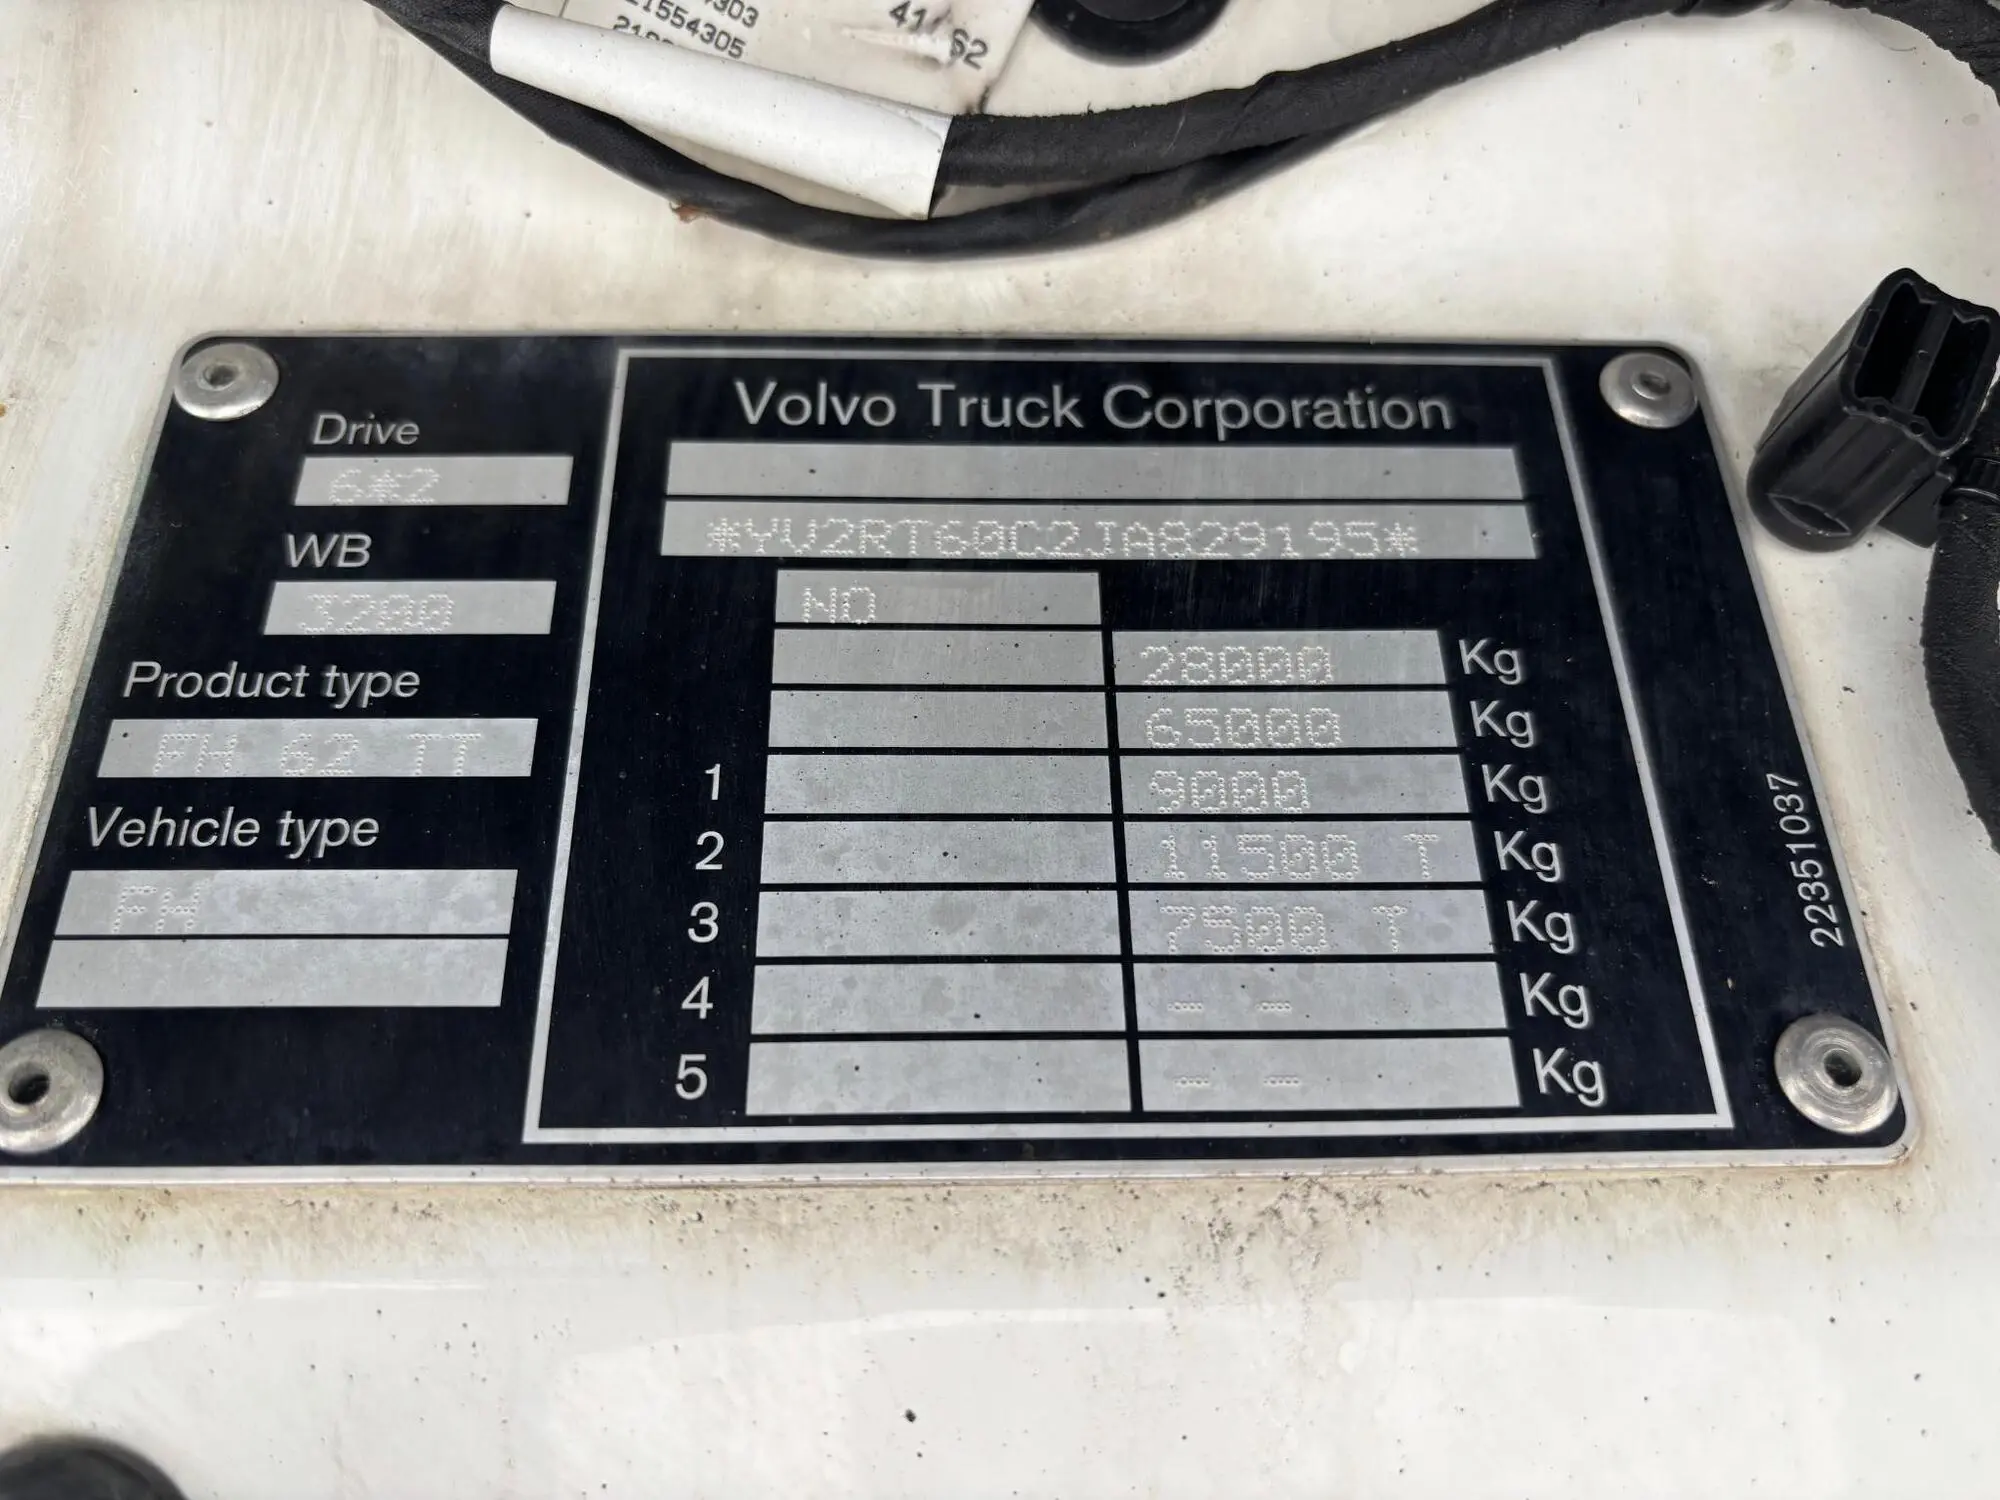 21554305
Volvo Truck Corporation
Drive
6*2
*YV2RT60C2JA829195*
WB
3200
NO
28000 Kg
Product type
FH 62 TT
65000 Kg
1 9000 Kg
Vehicle type
FH
2 11500 T Kg
3 7500 T Kg
4 - - Kg
5 - - Kg
22351037